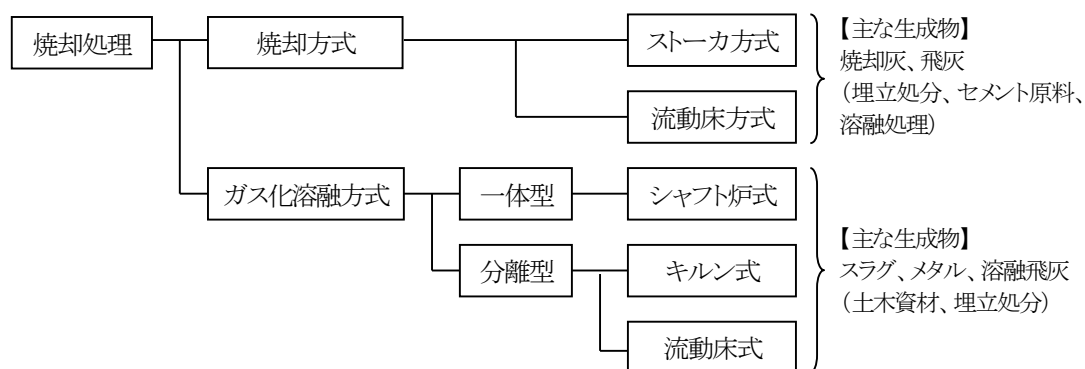 焼却処理
焼却方式
ストーカ方式
流動床方式
【主な生成物】
焼却灰、飛灰
（埋立処分、セメント原料、
溶融処理）
ガス化溶融方式
一体型
シャフト炉式
分離型
キルン式
流動床式
【主な生成物】
スラグ、メタル、溶融飛灰
（土木資材、埋立処分）